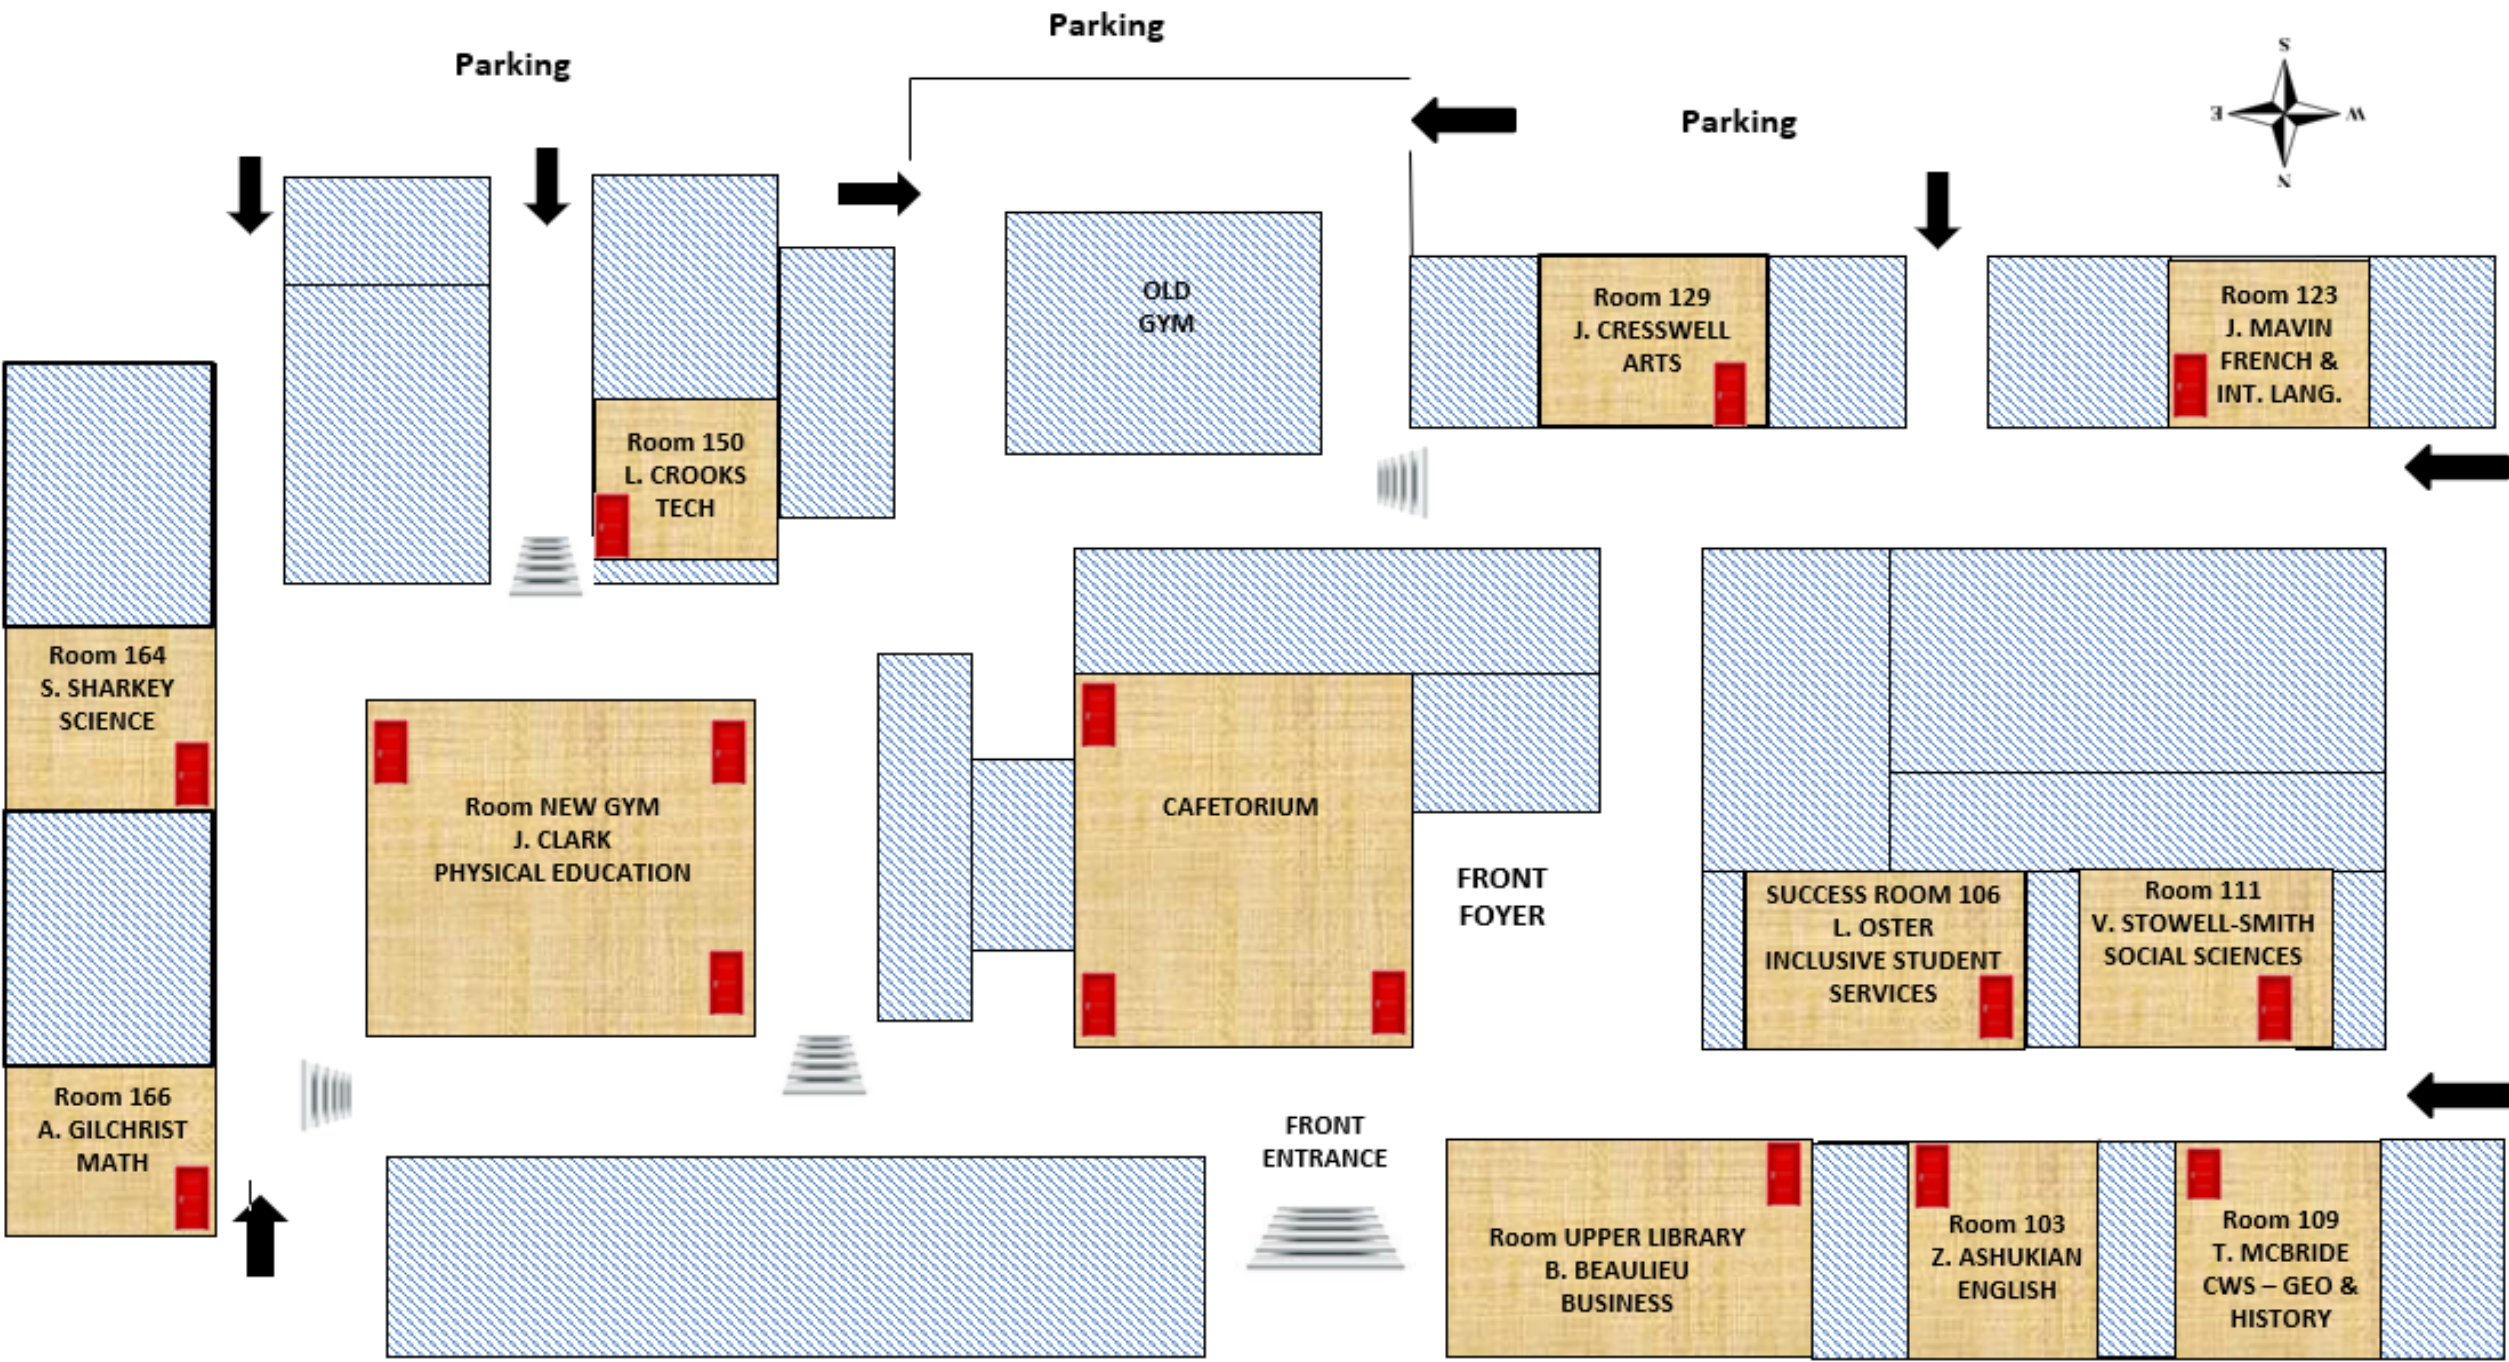 Parking
Parking
Parking
S
E
W
N
OLD
GYM
Room 129
J. CRESSWELL
ARTS
Room 123
J. MAVIN
FRENCH &
INT. LANG.
Room 150
L. CROOKS
TECH
Room 164
S. SHARKEY
SCIENCE
Room NEW GYM
J. CLARK
PHYSICAL EDUCATION
CAFETORIUM
FRONT
FOYER
SUCCESS ROOM 106
L. OSTER
INCLUSIVE STUDENT
SERVICES
Room 111
V. STOWELL-SMITH
SOCIAL SCIENCES
Room 166
A. GILCHRIST
MATH
FRONT
ENTRANCE
Room UPPER LIBRARY
B. BEAULIEU
BUSINESS
Room 103
Z. ASHUKIAN
ENGLISH
Room 109
T. MCBRIDE
CWS – GEO &
HISTORY